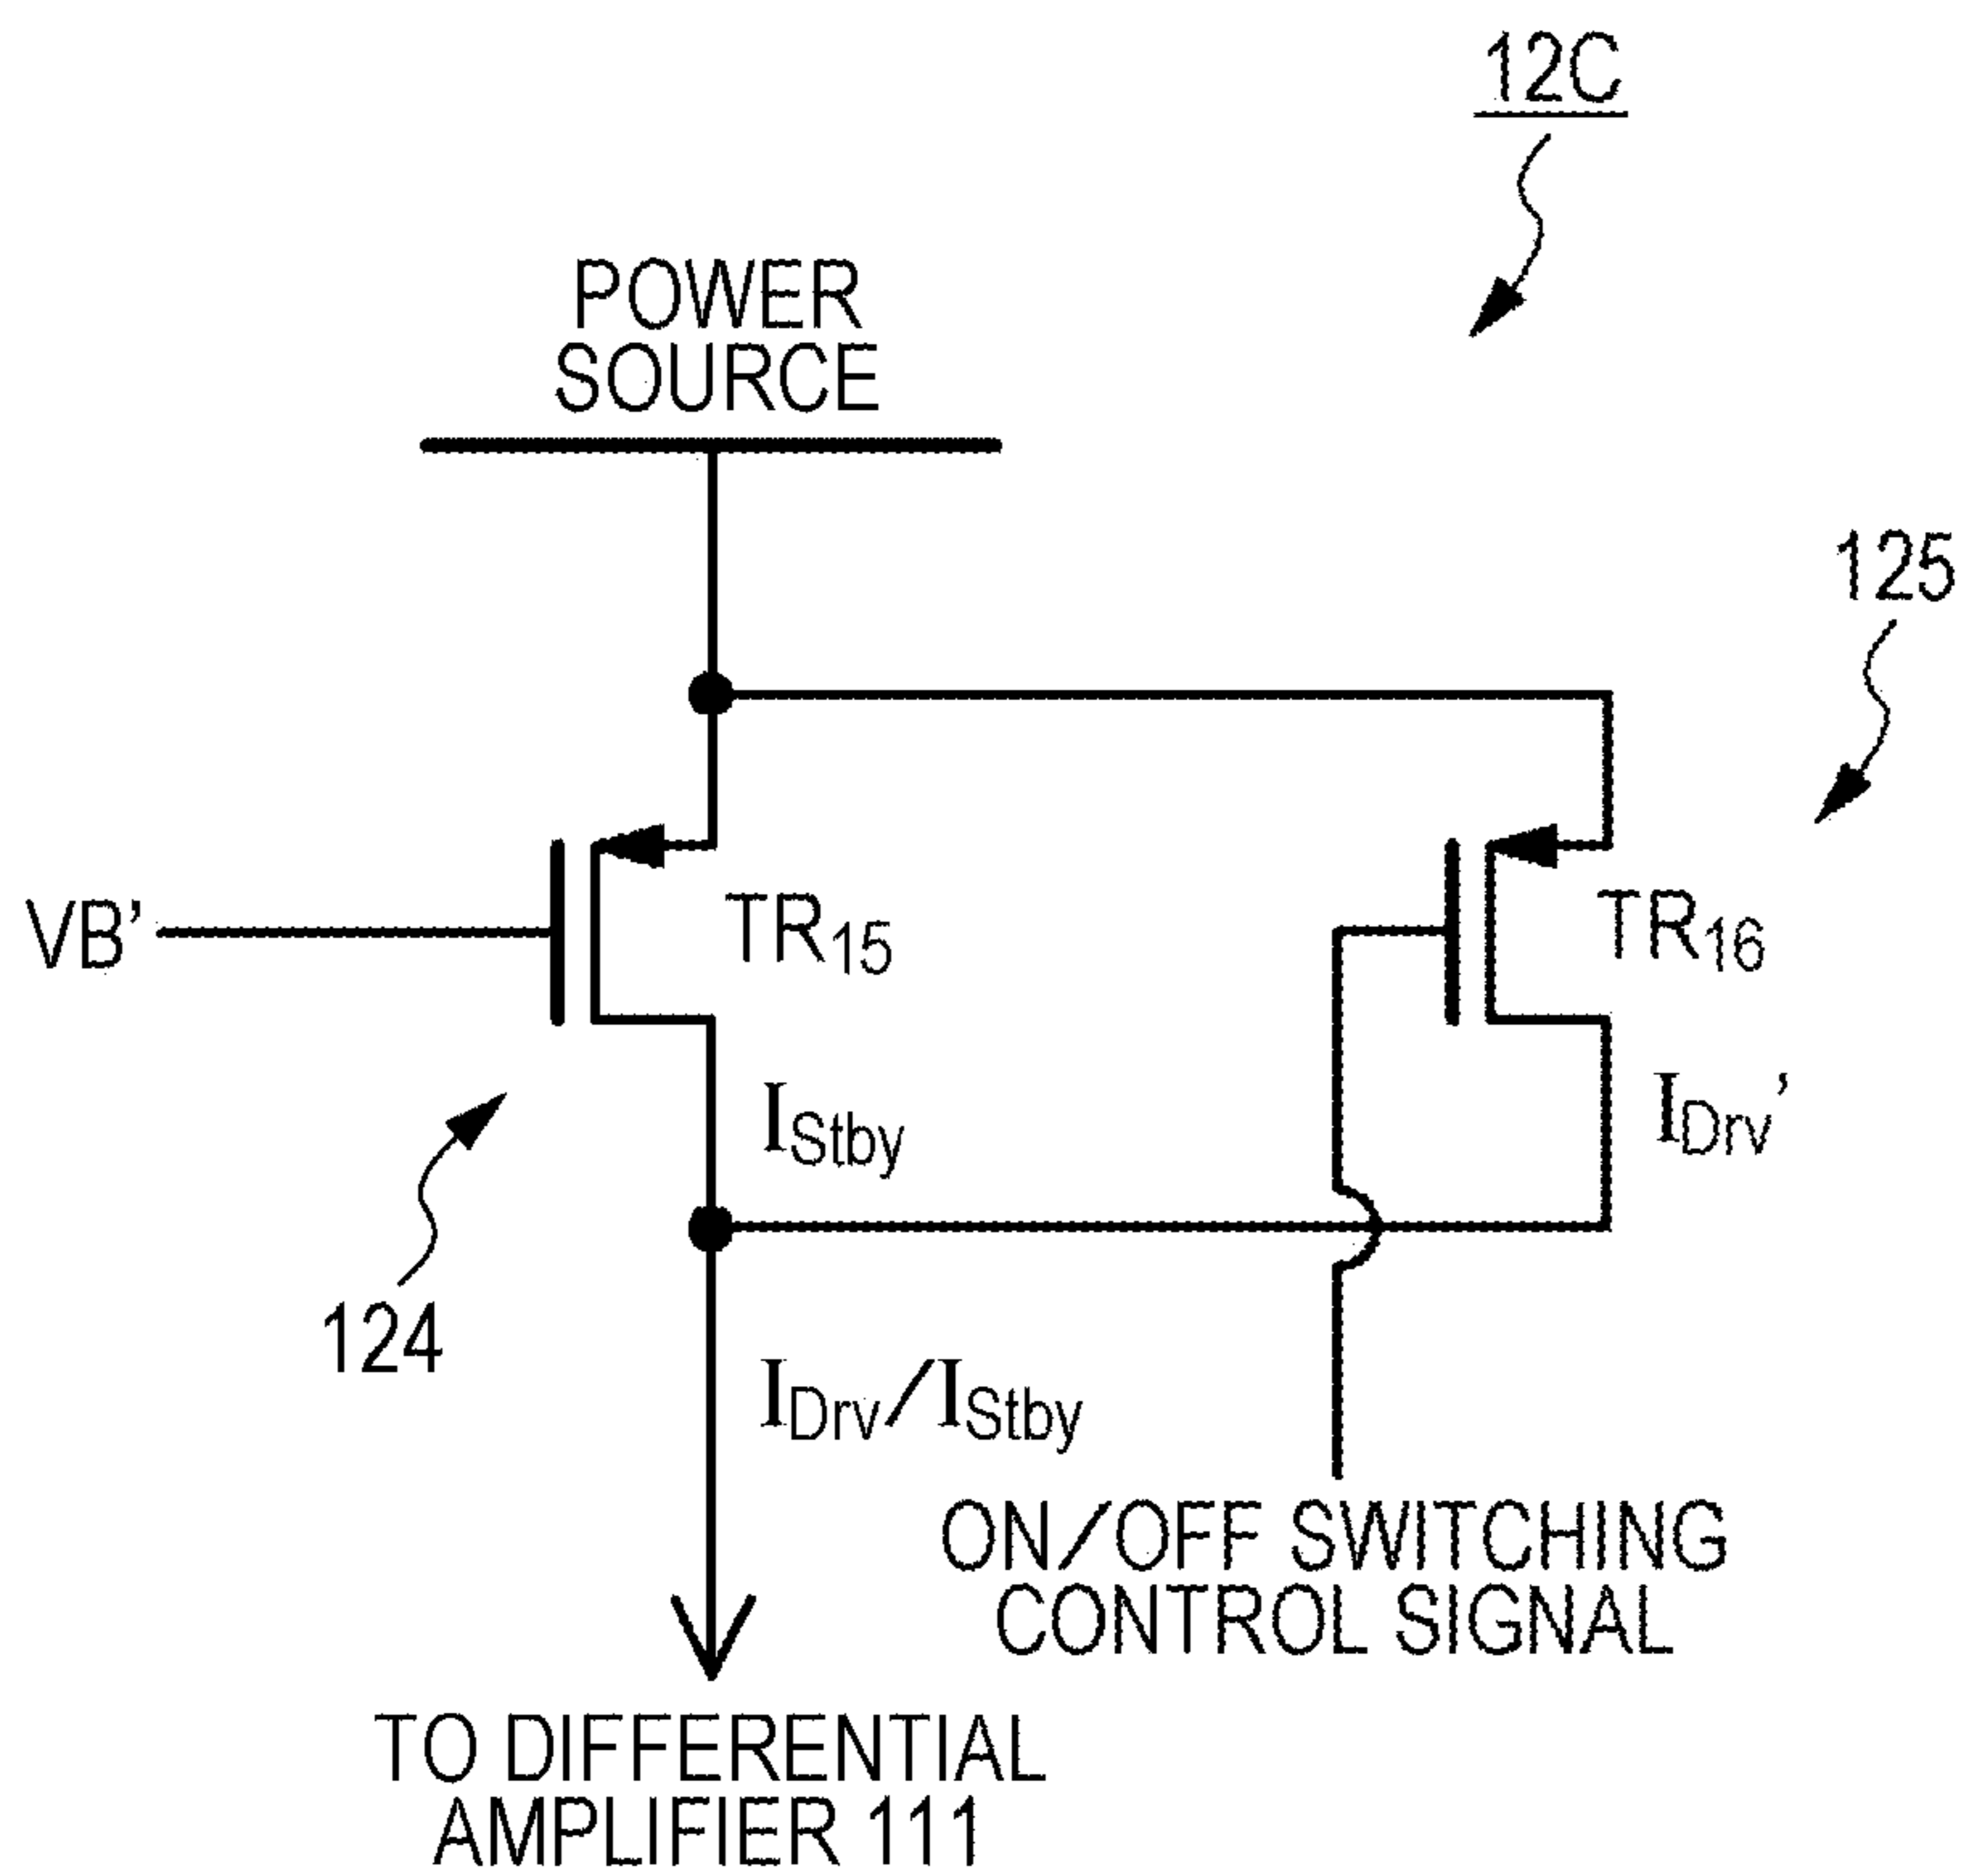 12C
POWER
SOURCE
125
VB'
TR15
TR16
IStby
IDrv'
124
IDrv/IStby
ON/OFF SWITCHING
CONTROL SIGNAL
TO DIFFERENTIAL
AMPLIFIER 111